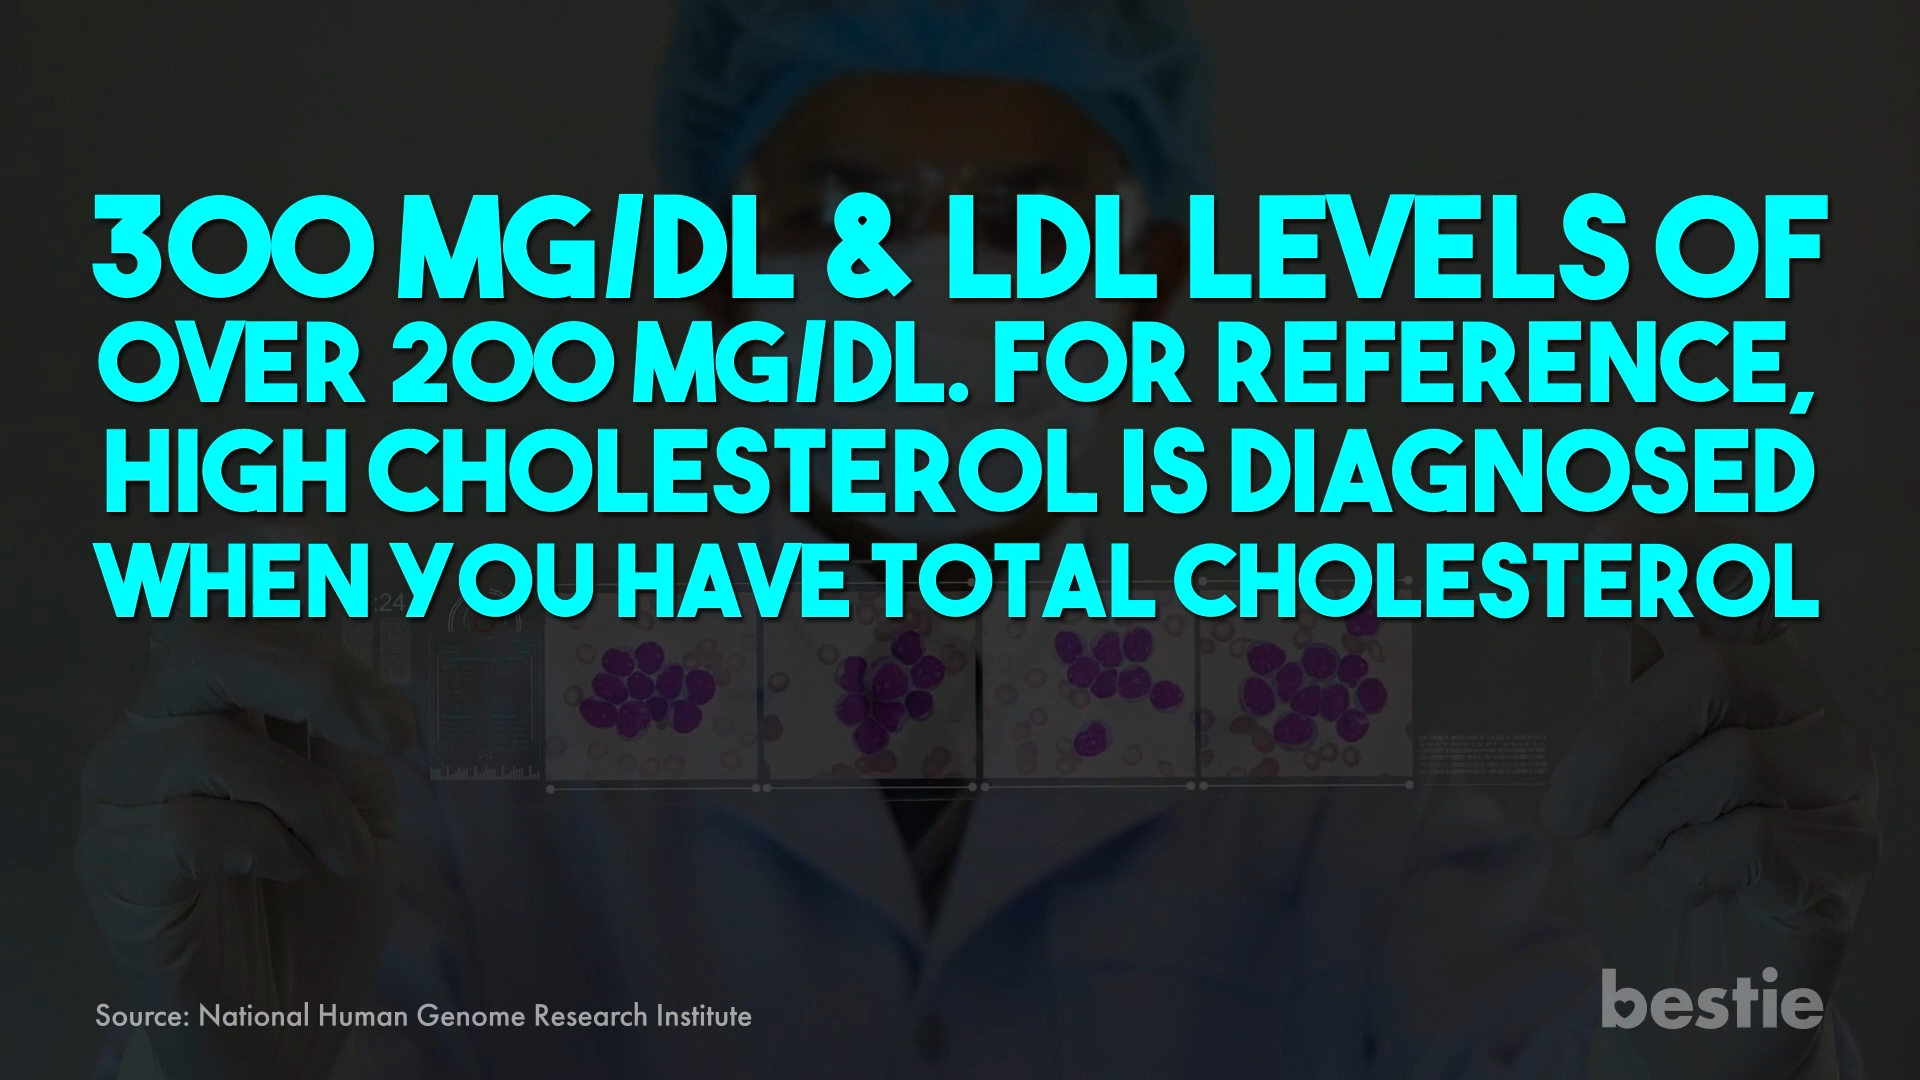 300 MG/DL & LDL LEVELS OF
OVER 200 MG/DL. FOR REFERENCE,
HIGH CHOLESTEROL IS DIAGNOSED
WHEN YOU HAVE TOTAL CHOLESTEROL
:24
Source: National Human Genome Research Institute
bestie